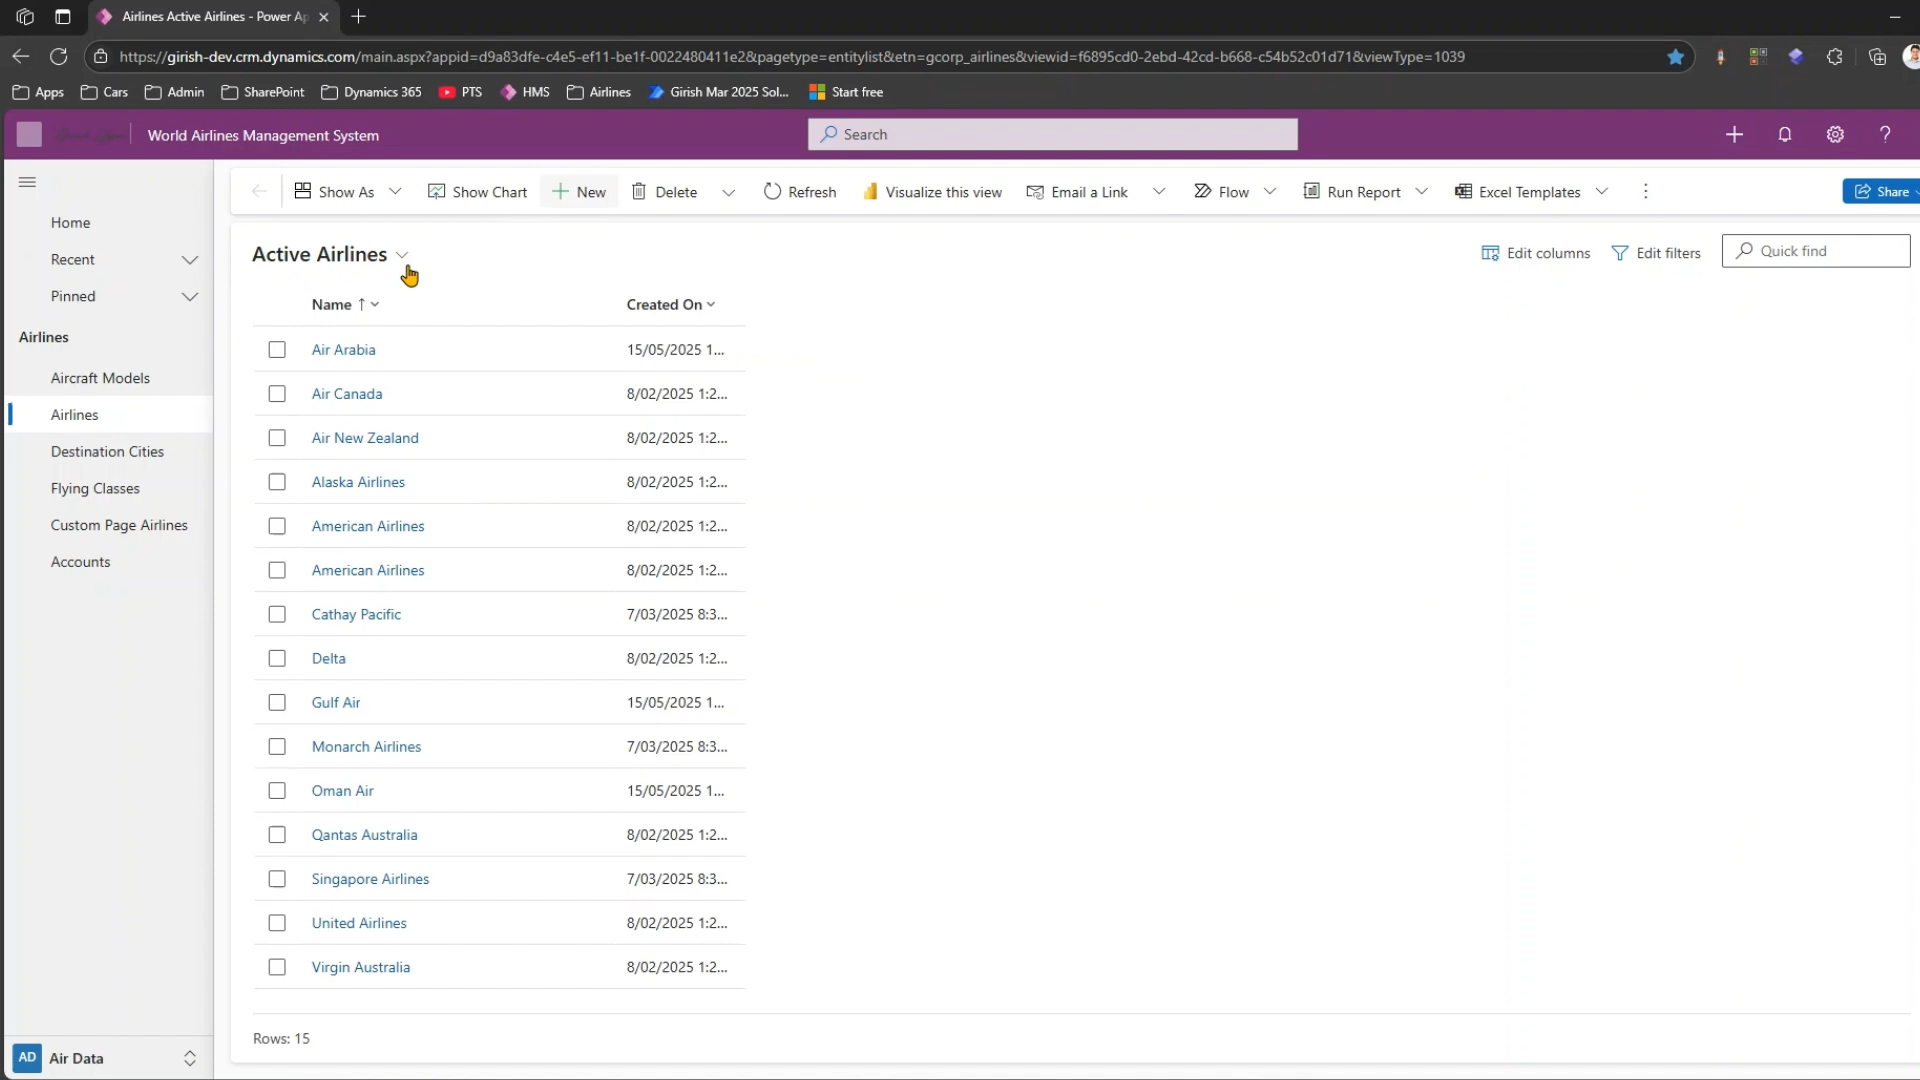 Airlines Active Airlines - Power Ap
https://girish-dev.crm.dynamics.com/main.aspx?appid=d9a83dfe-c4e5-ef11-be1f-0022480411e2&pagetype=entitylist&etn=gcorp_airlines&viewid=f6895cd0-2ebd-42cd-b668-c54b52c01d71&viewType=1039
Apps Cars Admin SharePoint Dynamics 365 PTS HMS Airlines Girish Mar 2025 Sol... Start free
World Airlines Management System Search
Show As Show Chart New Delete Refresh Visualize this view Email a Link Flow Run Report Excel Templates Share
Home
Recent
Pinned
Airlines
Aircraft Models
Airlines
Destination Cities
Flying Classes
Custom Page Airlines
Accounts
AD Air Data
Active Airlines Edit columns Edit filters Quick find
Name Created On
Air Arabia 15/05/2025 1...
Air Canada 8/02/2025 1:2...
Air New Zealand 8/02/2025 1:2...
Alaska Airlines 8/02/2025 1:2...
American Airlines 8/02/2025 1:2...
American Airlines 8/02/2025 1:2...
Cathay Pacific 7/03/2025 8:3...
Delta 8/02/2025 1:2...
Gulf Air 15/05/2025 1...
Monarch Airlines 7/03/2025 8:3...
Oman Air 15/05/2025 1...
Qantas Australia 8/02/2025 1:2...
Singapore Airlines 7/03/2025 8:3...
United Airlines 8/02/2025 1:2...
Virgin Australia 8/02/2025 1:2...
Rows: 15